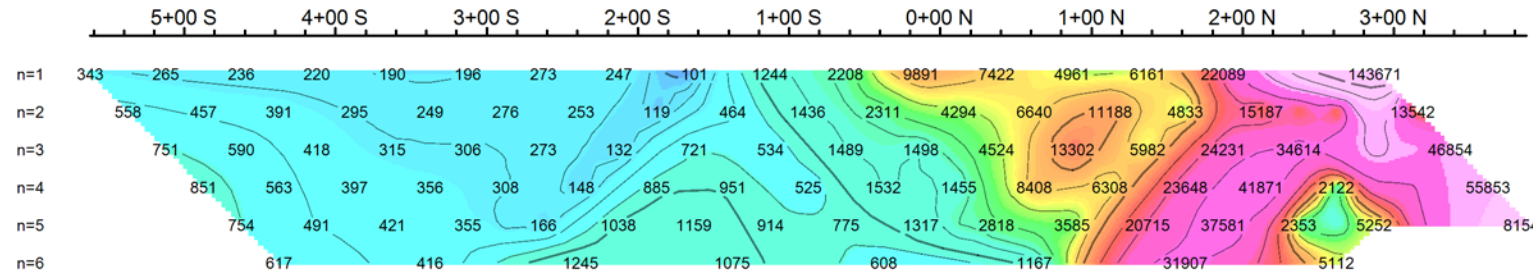 5+00 S 4+00 S 3+00 S 2+00 S 1+00 S 0+00 N 1+00 N 2+00 N 3+00 N
n=1 343 265 236 220 190 196 273 247 101 1244 2208 9891 7422 4961 6161 22089 143671
n=2 558 457 391 295 249 276 253 119 464 1436 2311 4294 6640 11188 4833 15187 13542
n=3 751 590 418 315 306 273 132 721 534 1489 1498 4524 13302 5982 24231 34614 46854
n=4 851 563 397 356 308 148 885 951 525 1532 1455 8408 6308 23648 41871 2122 55853
n=5 754 491 421 355 166 1038 1159 914 775 1317 2818 3585 20715 37581 2353 5252 8154
n=6 617 416 1245 1075 608 1167 31907 5112